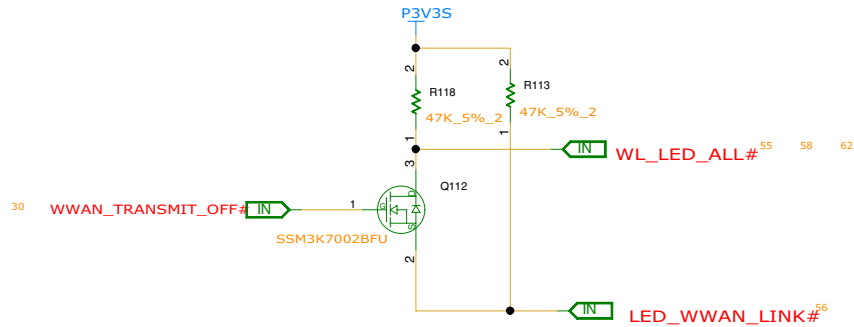 P3V3S
2
2
R118
R113
47K_5%_2
47K_5%_2
1
1
IN
WL_LED_ALL#
55 58 62
3
Q112
D
30
WWAN_TRANSMIT_OFF#
IN
1
G
S
SSM3K7002BFU
2
IN
LED_WWAN_LINK#
56